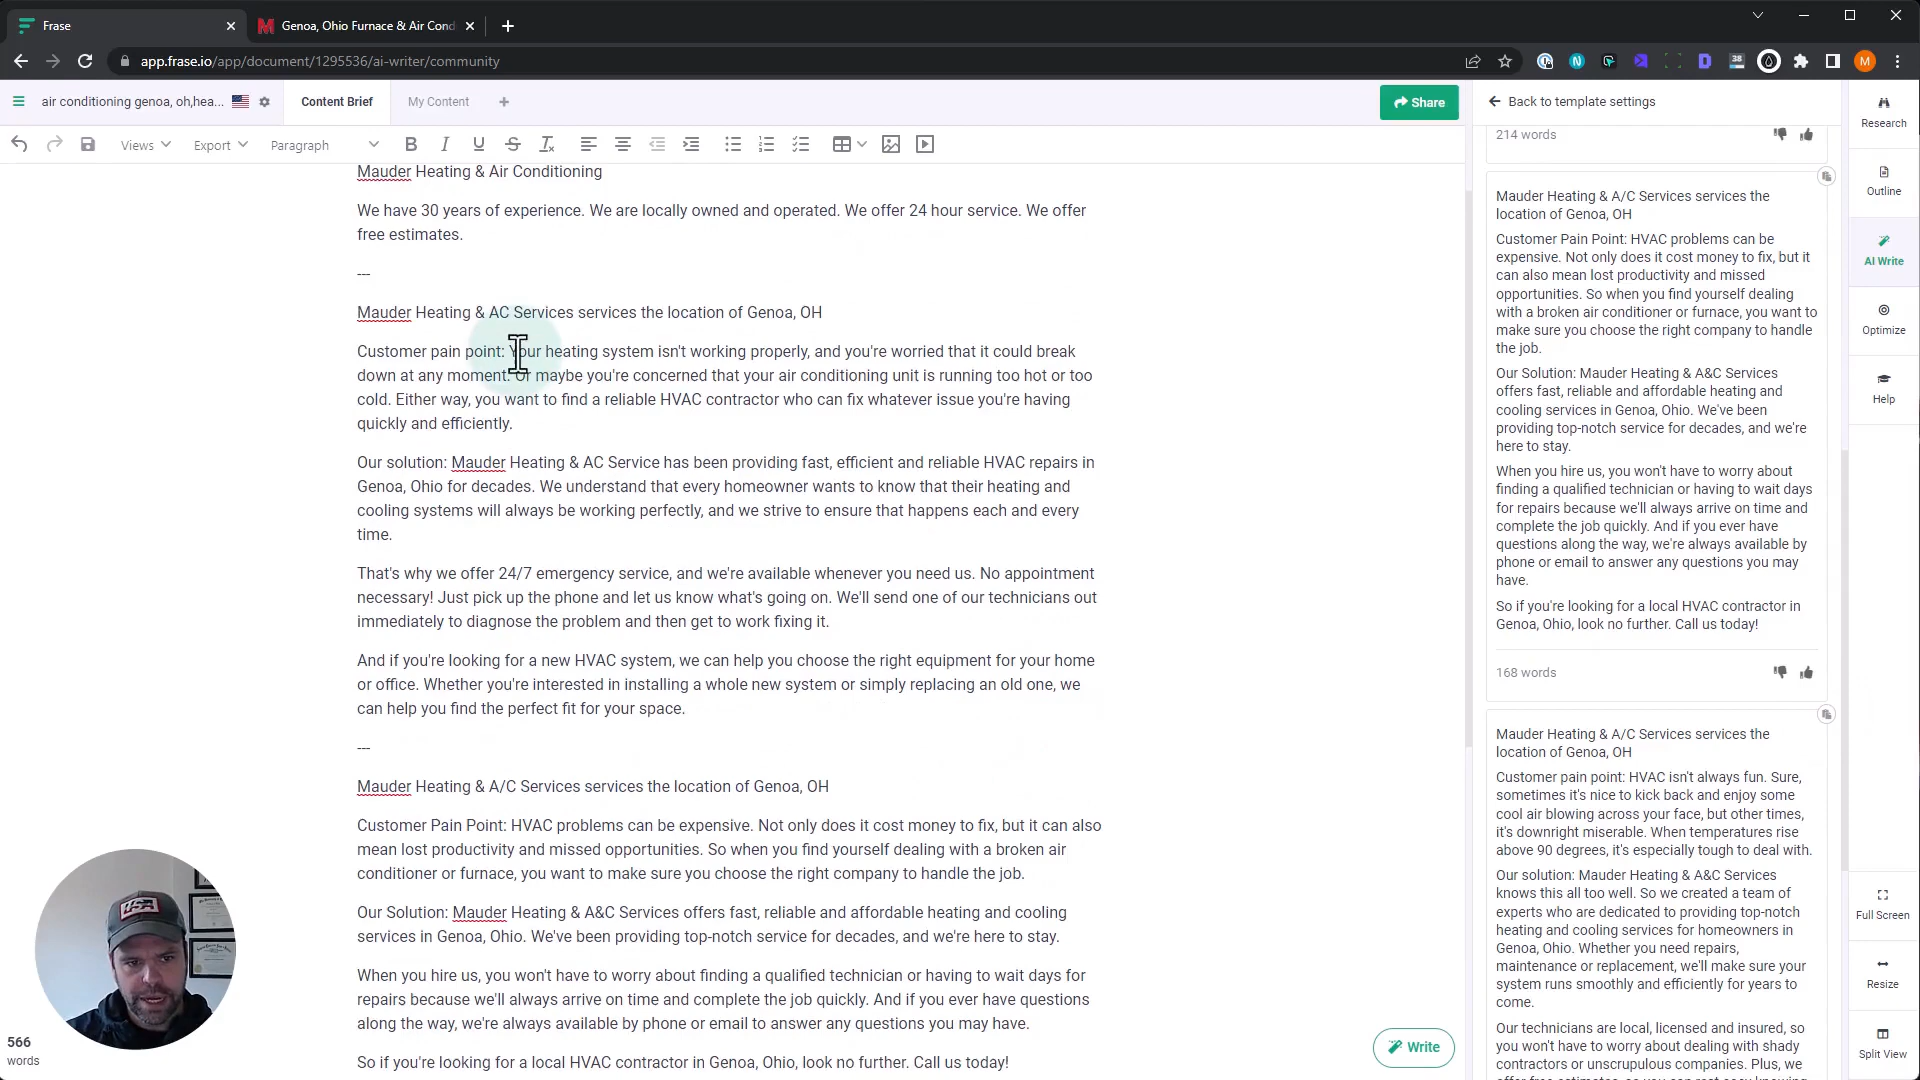 Frase
Genoa, Ohio Furnace & Air Cond
app.frase.io/app/document/1295536/ai-writer/community
38
M
air conditioning genoa, oh,hea...
Content Brief
My Content
Share
Back to template settings
Research
Views
Export
Paragraph
214 words
Mauder Heating & Air Conditioning
We have 30 years of experience. We are locally owned and operated. We offer 24 hour service. We offer
free estimates.
---
Mauder Heating & AC Services services the location of Genoa, OH
Customer pain point: Your heating system isn't working properly, and you're worried that it could break
down at any moment. Or maybe you're concerned that your air conditioning unit is running too hot or too
cold. Either way, you want to find a reliable HVAC contractor who can fix whatever issue you're having
quickly and efficiently.
Our solution: Mauder Heating & AC Service has been providing fast, efficient and reliable HVAC repairs in
Genoa, Ohio for decades. We understand that every homeowner wants to know that their heating and
cooling systems will always be working perfectly, and we strive to ensure that happens each and every
time.
That's why we offer 24/7 emergency service, and we're available whenever you need us. No appointment
necessary! Just pick up the phone and let us know what's going on. We'll send one of our technicians out
immediately to diagnose the problem and then get to work fixing it.
And if you're looking for a new HVAC system, we can help you choose the right equipment for your home
or office. Whether you're interested in installing a whole new system or simply replacing an old one, we
can help you find the perfect fit for your space.
---
Mauder Heating & A/C Services services the location of Genoa, OH
Customer Pain Point: HVAC problems can be expensive. Not only does it cost money to fix, but it can also
mean lost productivity and missed opportunities. So when you find yourself dealing with a broken air
conditioner or furnace, you want to make sure you choose the right company to handle the job.
Our Solution: Mauder Heating & A&C Services offers fast, reliable and affordable heating and cooling
services in Genoa, Ohio. We've been providing top-notch service for decades, and we're here to stay.
When you hire us, you won't have to worry about finding a qualified technician or having to wait days for
repairs because we'll always arrive on time and complete the job quickly. And if you ever have questions
along the way, we're always available by phone or email to answer any questions you may have.
So if you're looking for a local HVAC contractor in Genoa, Ohio, look no further. Call us today!
566
words
Write
Mauder Heating & A/C Services services the
location of Genoa, OH
Customer Pain Point: HVAC problems can be
expensive. Not only does it cost money to fix, but it
can also mean lost productivity and missed
opportunities. So when you find yourself dealing
with a broken air conditioner or furnace, you want to
make sure you choose the right company to handle
the job.
Our Solution: Mauder Heating & A&C Services
offers fast, reliable and affordable heating and
cooling services in Genoa, Ohio. We've been
providing top-notch service for decades, and we're
here to stay.
When you hire us, you won't have to worry about
finding a qualified technician or having to wait days
for repairs because we'll always arrive on time and
complete the job quickly. And if you ever have
questions along the way, we're always available by
phone or email to answer any questions you may
have.
So if you're looking for a local HVAC contractor in
Genoa, Ohio, look no further. Call us today!
168 words
Mauder Heating & A/C Services services the
location of Genoa, OH
Customer pain point: HVAC isn't always fun. Sure,
sometimes it's nice to kick back and enjoy some
cool air blowing across your face, but other times,
it's downright miserable. When temperatures rise
above 90 degrees, it's especially tough to deal with.
Our solution: Mauder Heating & A&C Services
knows this all too well. So we created a team of
experts who are dedicated to providing top-notch
heating and cooling services for homeowners in
Genoa, Ohio. Whether you need repairs,
maintenance or replacement, we'll make sure your
system runs smoothly and efficiently for years to
come.
Our technicians are local, licensed and insured, so
you won't have to worry about dealing with shady
contractors or unscrupulous companies. Plus, we
Outline
AI Write
Optimize
Help
Full Screen
Resize
Split View